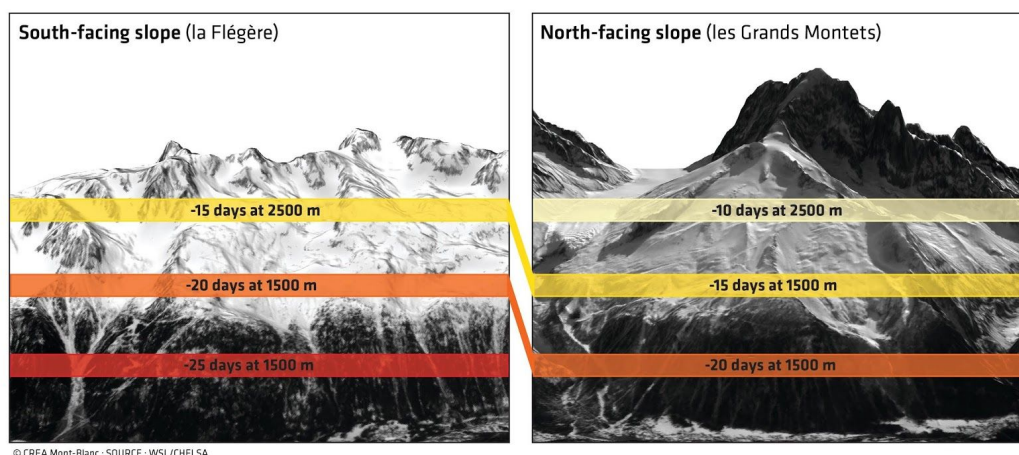 South-facing slope (la Flégère)
-15 days at 2500 m
-20 days at 1500 m
-25 days at 1500 m
North-facing slope (les Grands Montets)
-10 days at 2500 m
-15 days at 1500 m
-20 days at 1500 m
© CREA Mont-Blanc · SOURCE : WSL/CHELSA